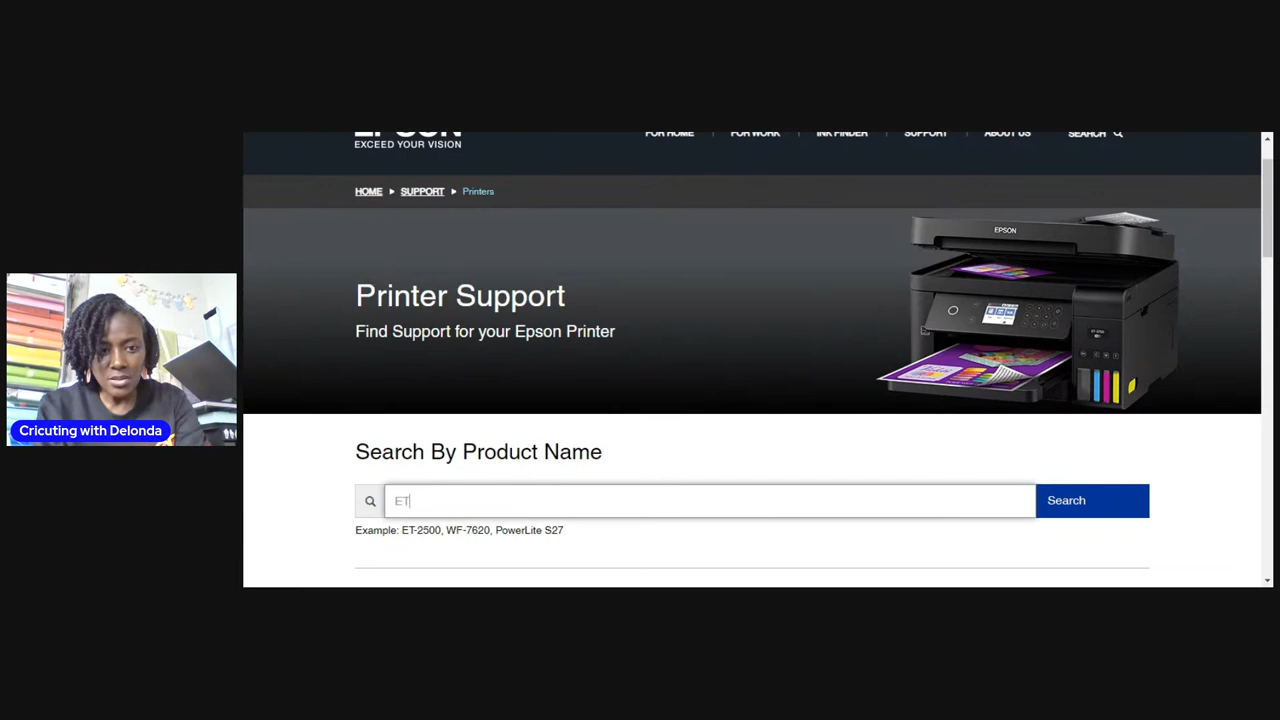 EPSON
EXCEED YOUR VISION
FOR HOME
FOR WORK
INK FINDER
SUPPORT
ABOUT US
SEARCH
HOME SUPPORT Printers
EPSON
Printer Support
Find Support for your Epson Printer
Cricuting with Delonda
Search By Product Name
ET
Search
Example: ET-2500, WF-7620, PowerLite S27